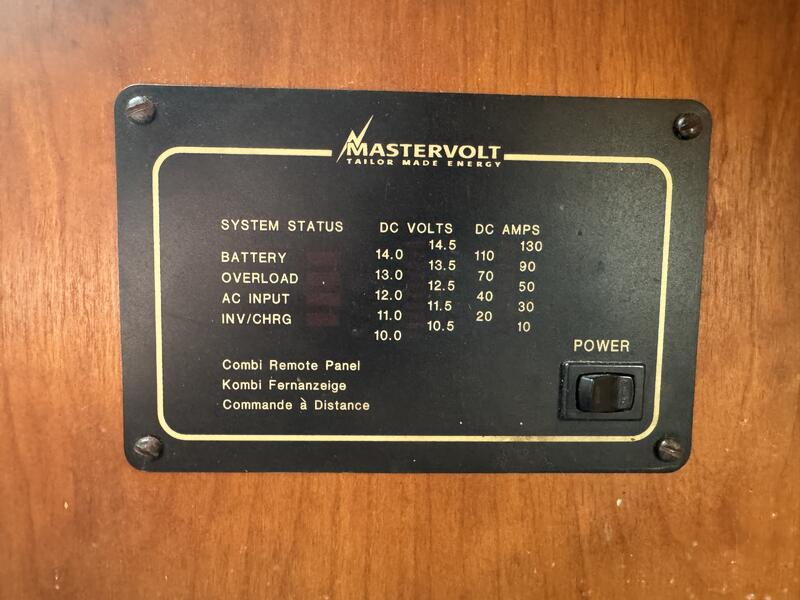 MASTERVOLT
TAILOR MADE ENERGY
SYSTEM STATUS DC VOLTS DC AMPS
14.5 130
BATTERY 14.0 110
13.5 90
OVERLOAD 13.0 70
12.5 50
AC INPUT 12.0 40
11.5 30
INV/CHRG 11.0 20
10.5 10
10.0
POWER
Combi Remote Panel
Kombi Fernanzeige
Commande à Distance